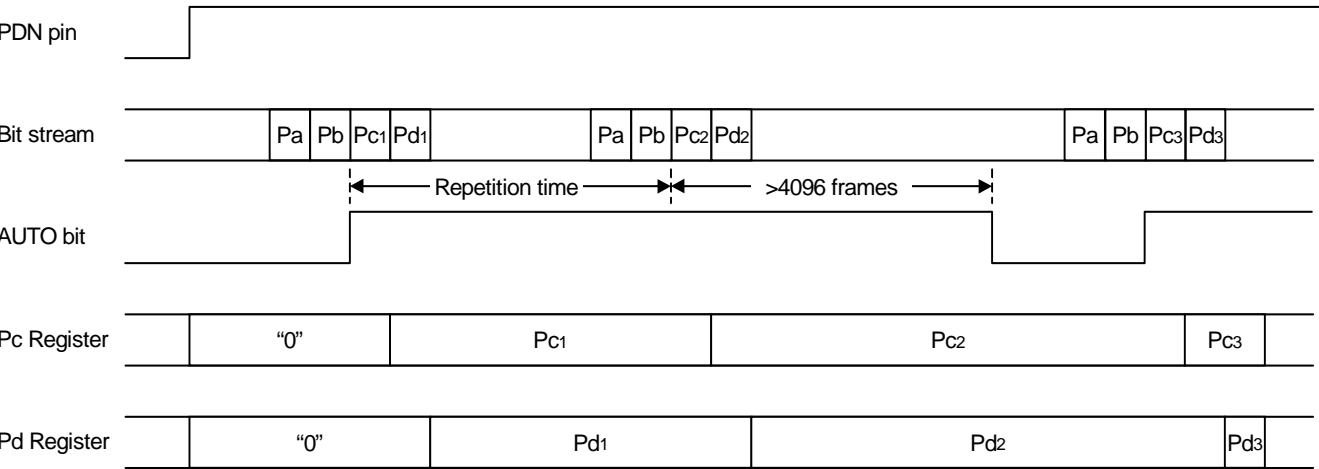 PDN pin
Bit stream Pa Pb Pc1 Pd1 Pa Pb Pc2 Pd2 Pa Pb Pc3 Pd3
Repetition time >4096 frames
AUTO bit
Pc Register “0” Pc1 Pc2 Pc3
Pd Register “0” Pd1 Pd2 Pd3